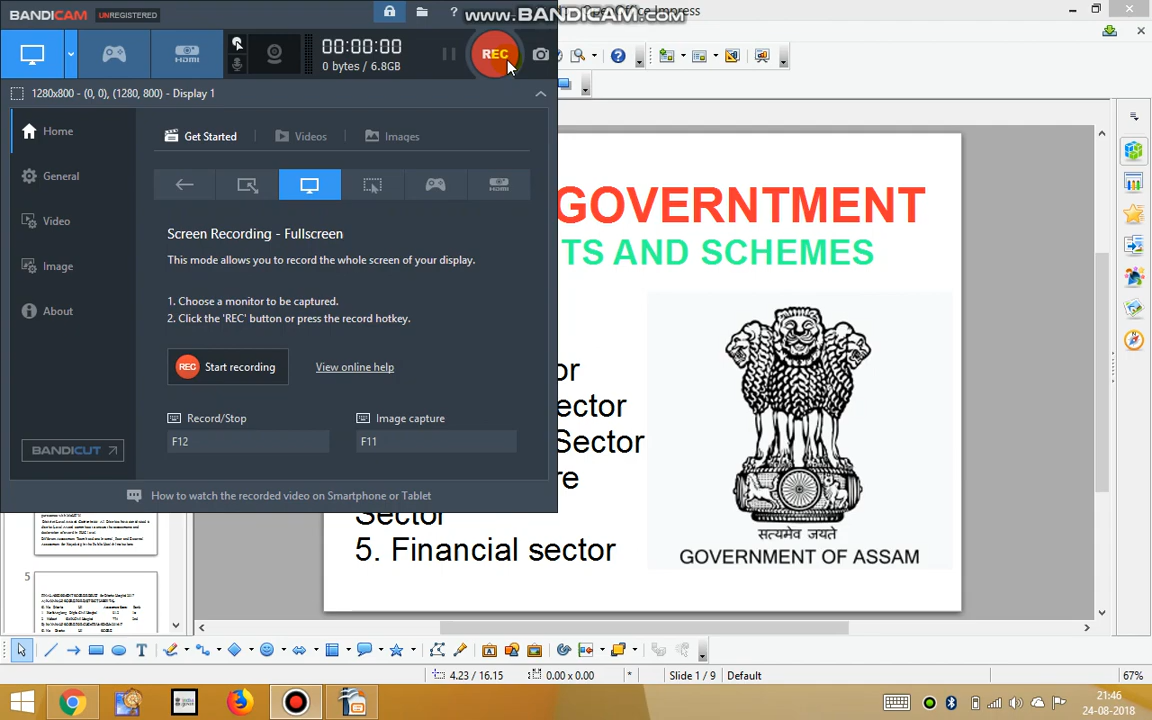 BANDICAM UNREGISTERED
www.BANDICAM.com
Impress
00:00:00
0 bytes / 6.8GB
REC
1280x800 - (0, 0), (1280, 800) - Display 1
Home
General
Video
Image
About
BANDICUT
Get Started
Videos
Images
Screen Recording - Fullscreen
This mode allows you to record the whole screen of your display.
1. Choose a monitor to be captured.
2. Click the 'REC' button or press the record hotkey.
REC Start recording
View online help
Record/Stop
Image capture
F12
F11
How to watch the recorded video on Smartphone or Tablet
GOVERNTMENT
TS AND SCHEMES
or
ector
Sector
re
Sector
5. Financial sector
सत्यमेव जयते
GOVERNMENT OF ASSAM
5
4.23 / 16.15
0.00 x 0.00
*
Slide 1 / 9
Default
67%
21:46
24-08-2018